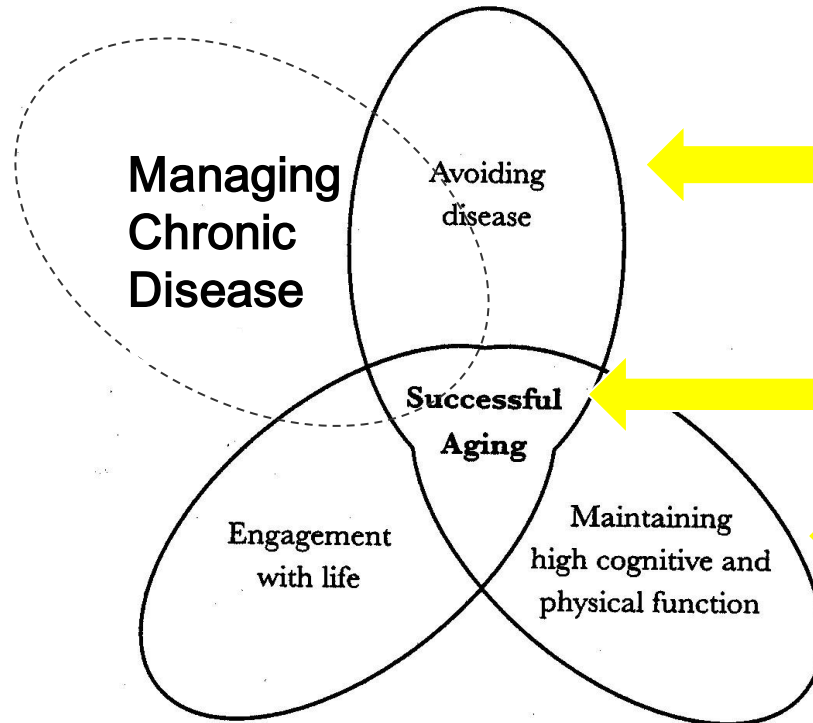 Managing
Chronic
Disease
Avoiding
disease
Successful
Aging
Engagement
with life
Maintaining
high cognitive and
physical function